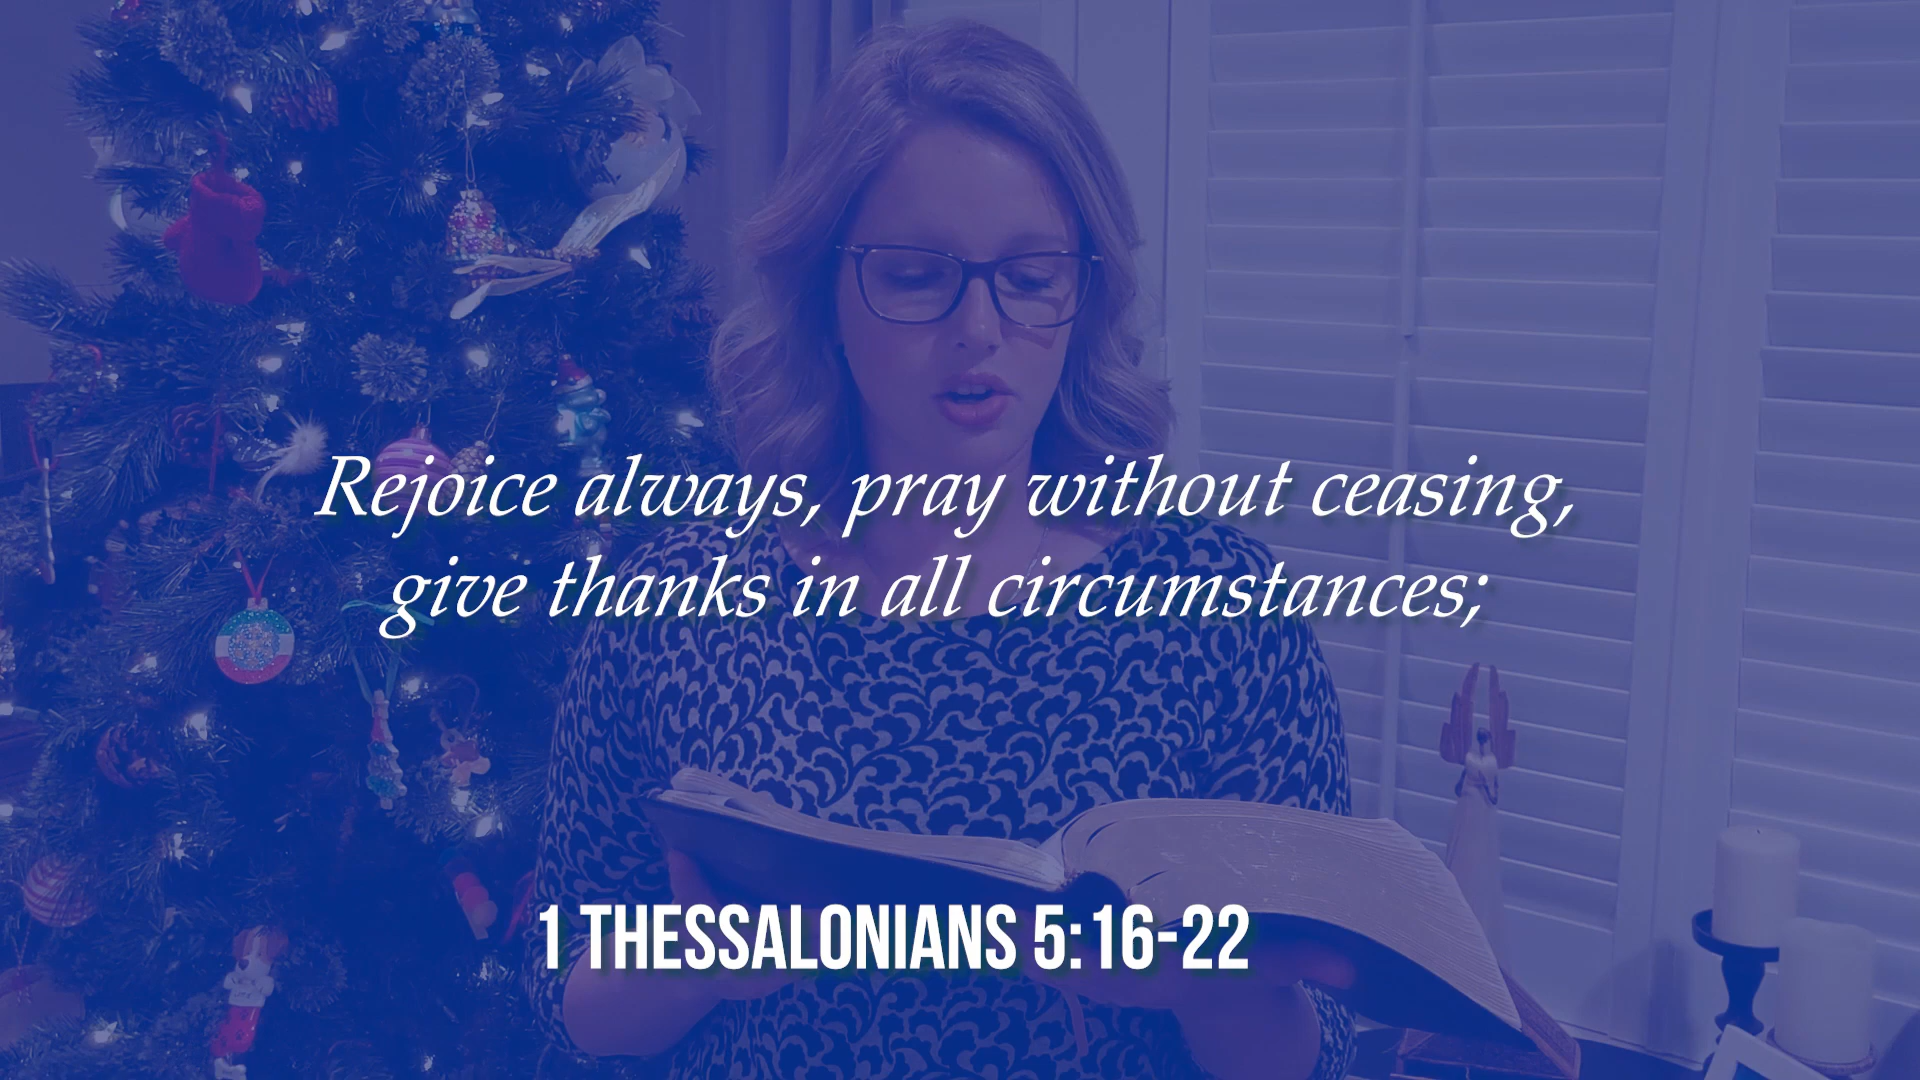 Rejoice always, pray without ceasing,
give thanks in all circumstances;
1 THESSALONIANS 5:16-22